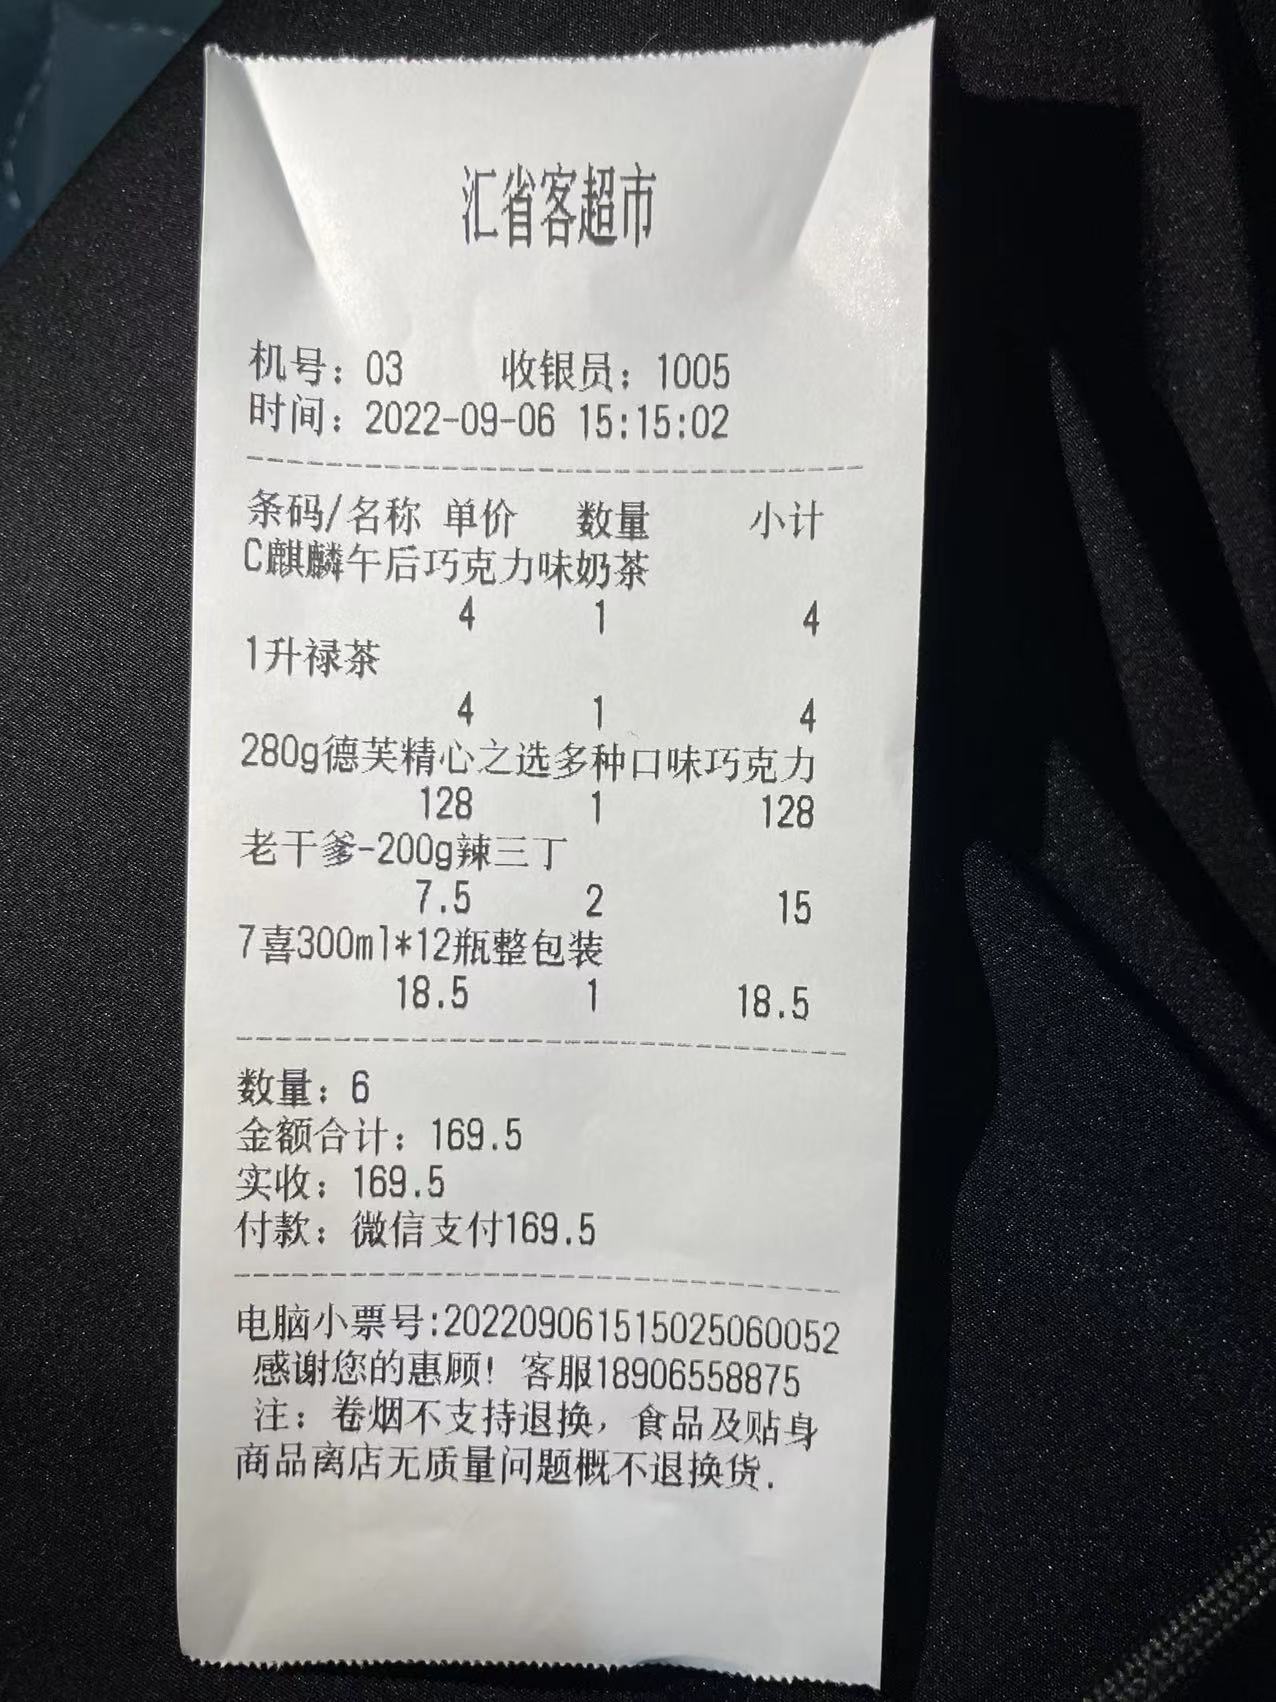 汇省客超市
机号：03 收银员：1005
时间：2022-09-06 15:15:02
条码/名称 单价 数量 小计
C麒麟午后巧克力味奶茶
4 1 4
1升禄茶
4 1 4
280g德芙精心之选多种口味巧克力
128 1 128
老干爹-200g辣三丁
7.5 2 15
7喜300ml*12瓶整包装
18.5 1 18.5
数量：6
金额合计：169.5
实收：169.5
付款：微信支付169.5
电脑小票号:202209061515025060052
感谢您的惠顾！客服18906558875
注：卷烟不支持退换，食品及贴身
商品离店无质量问题概不退换货.